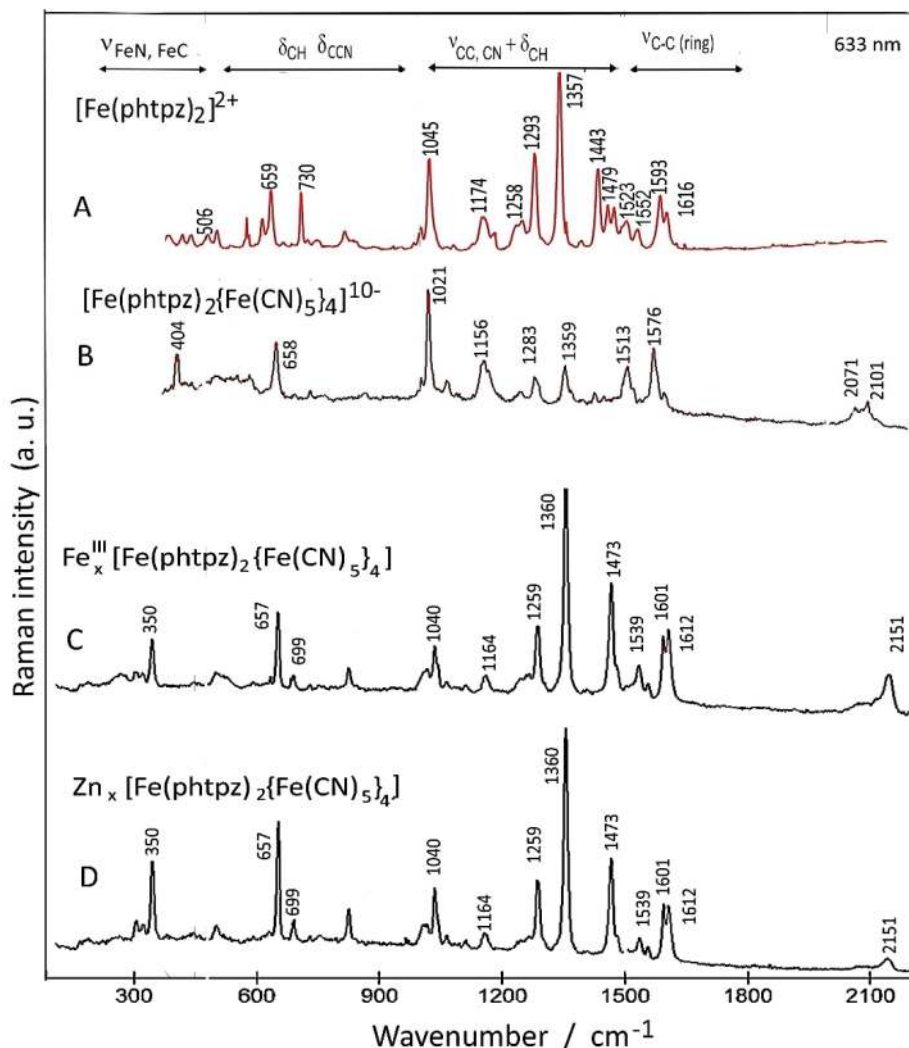 ν FeN, FeC δCH δCCN νCC, CN + δCH νC-C (ring) 633 nm
[Fe(phtpz)2]2+
A
506 659 730 1045 1174 1258 1293 1357 1443 1479 1523 1552 1593 1616
[Fe(phtpz)2{Fe(CN)5}4]10-
B
404 658 1021 1156 1283 1359 1513 1576 2071 2101
FeIIIx [Fe(phtpz)2{Fe(CN)5}4]
C
350 657 699 1040 1164 1259 1360 1473 1539 1601 1612 2151
Znx [Fe(phtpz)2{Fe(CN)5}4]
D
350 657 699 1040 1164 1259 1360 1473 1539 1601 1612 2151
Raman intensity (a. u.)
300 600 900 1200 1500 1800 2100
Wavenumber / cm-1